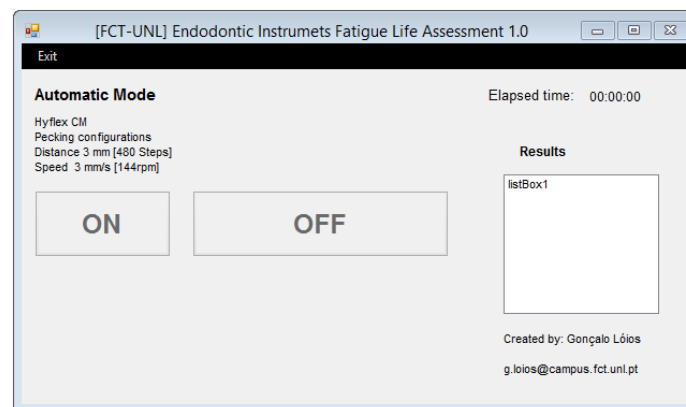 [FCT-UNL] Endodontic Instrumets Fatigue Life Assessment 1.0
Exit
Automatic Mode
Elapsed time: 00:00:00
Hyflex CM
Pecking configurations
Distance 3 mm [480 Steps]
Speed 3 mm/s [144rpm]
Results
listBox1
ON
OFF
Created by: Gonçalo Lóios
g.loios@campus.fct.unl.pt